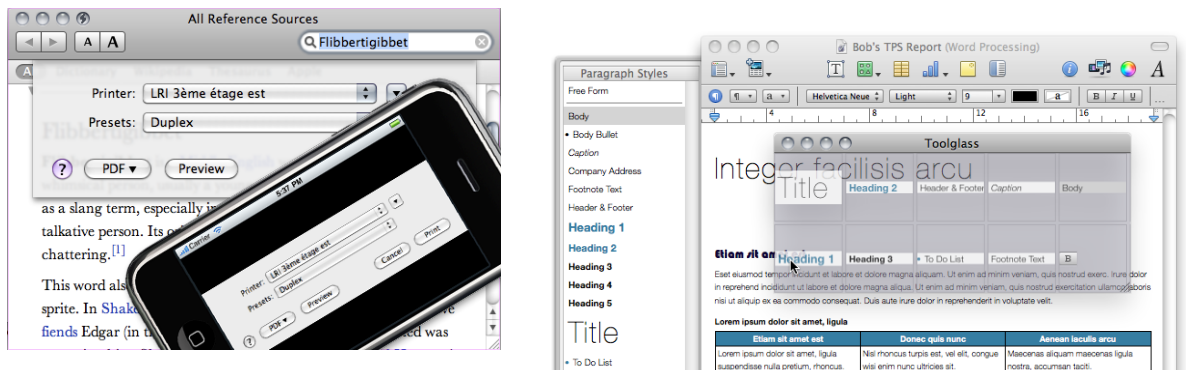 All Reference Sources
A A
Flibbertigibbet
Printer: LRI 3ème étage est
Presets: Duplex
? PDF▾ Preview
as a slang term, especially
talkative person. Its
chattering.[1]
This word
sprite. In
fiends Edgar (in
was
Carrier 5:37 PM
Printer: LRI 3ème étage est
Presets: Duplex
? PDF▾ Preview Cancel Print
Paragraph Styles
Free Form
Body
• Body Bullet
Caption
Company Address
Footnote Text
Header & Footer
Heading 1
Heading 2
Heading 3
Heading 4
Heading 5
Title
• To Do List
Bob's TPS Report (Word Processing)
¶ a Helvetica Neue Light 9 a B I U ...
4 8 12 16
Toolglass
Integer facilisis arcu
Title Heading 2 Header & Footer Caption Body
Heading 1 Heading 3 • To Do List Footnote Text B
Etiam sit
Eset eiusmod tempor incidunt et labore et dolore magna aliquam. Ut enim ad minim veniam, quis nostrud exerc. Irure dolor
in reprehend incididunt ut labore et dolore magna aliqua. Ut enim ad minim veniam, quis nostrud exercitation ullamco laboris
nisi ut aliquip ex ea commodo consequat. Duis aute irure dolor in reprehenderit in voluptate velit.
Lorem ipsum dolor sit amet, ligula
Etiam sit amet est Donec quis nunc Aenean iaculis arcu
Lorem ipsum dolor sit amet, ligula Nisl rhoncus turpis est, vel elit, congue Maecenas aliquam maecenas ligula
suspendisse nulla pretium, rhoncus. wisi enim nunc ultricies sit. nostra, accumsan taciti.